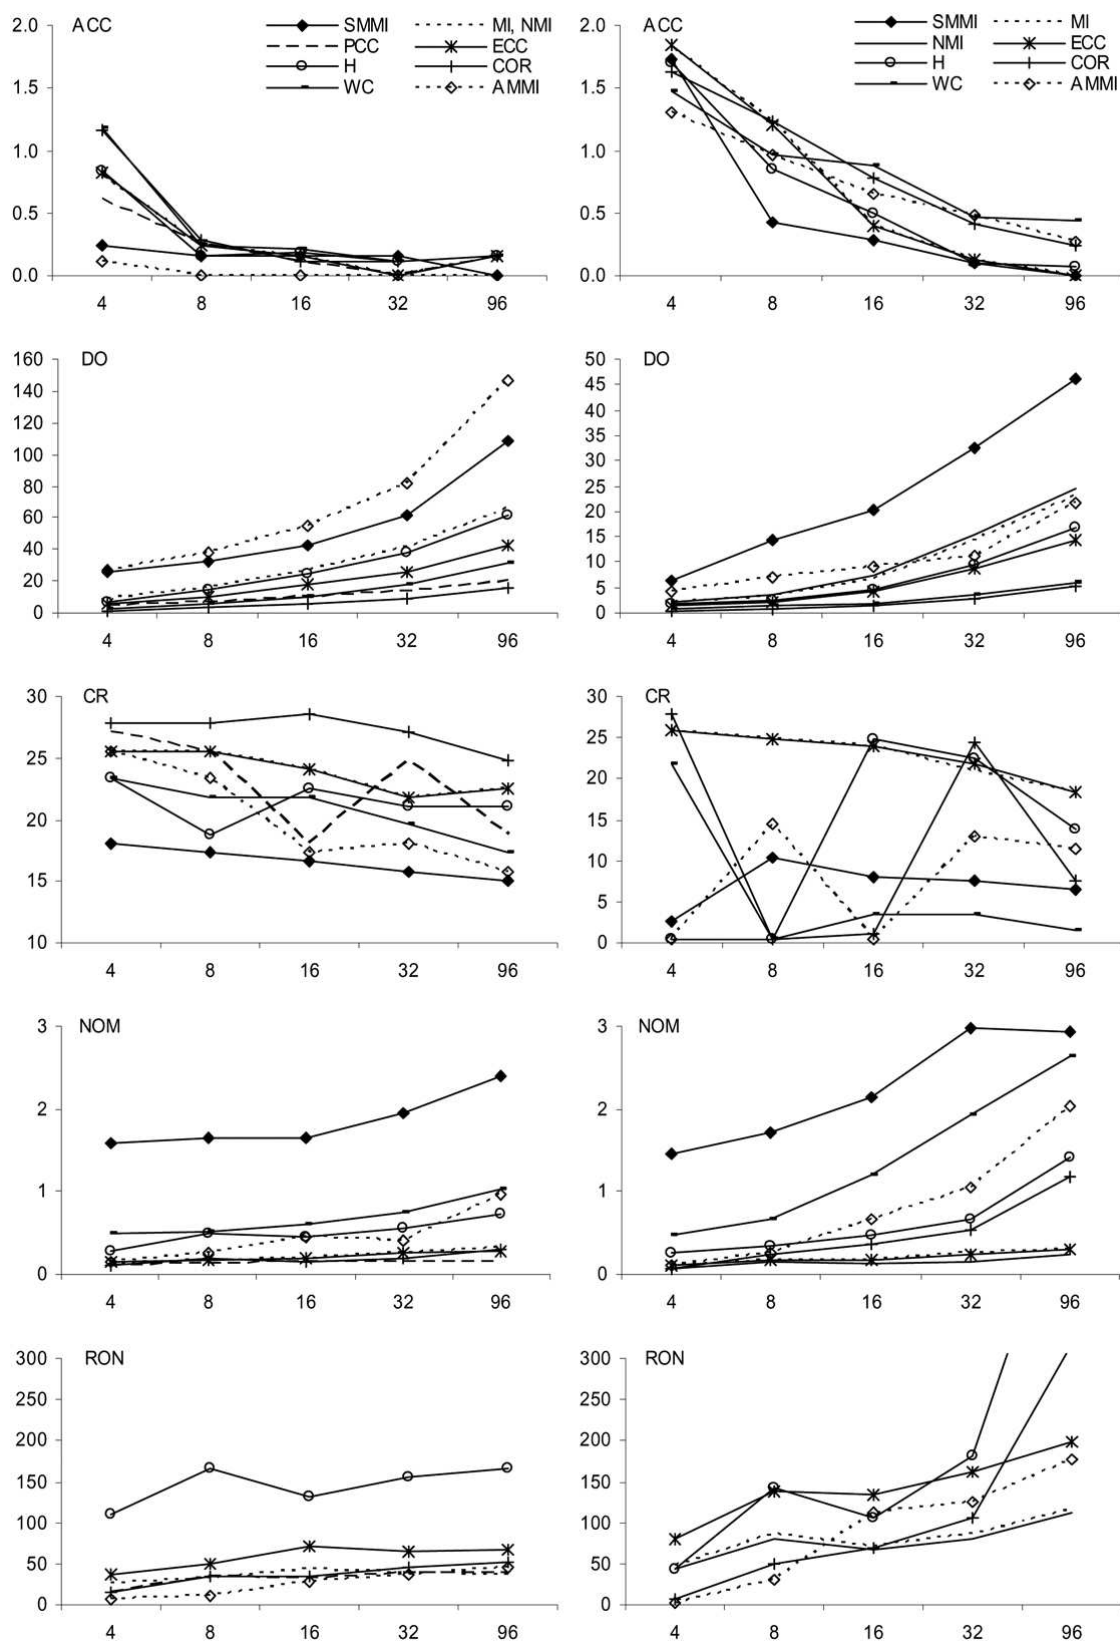 ACC
SMMI
MI, NMI
PCC
ECC
H
COR
WC
AMMI
2.0
1.5
1.0
0.5
0.0
4 8 16 32 96
ACC
SMMI
MI
NMI
ECC
H
COR
WC
AMMI
2.0
1.5
1.0
0.5
0.0
4 8 16 32 96
DO
160
140
120
100
80
60
40
20
0
4 8 16 32 96
DO
50
45
40
35
30
25
20
15
10
5
0
4 8 16 32 96
CR
30
25
20
15
10
4 8 16 32 96
CR
30
25
20
15
10
5
0
4 8 16 32 96
NOM
3
2
1
0
4 8 16 32 96
NOM
3
2
1
0
4 8 16 32 96
RON
300
250
200
150
100
50
0
4 8 16 32 96
RON
300
250
200
150
100
50
0
4 8 16 32 96